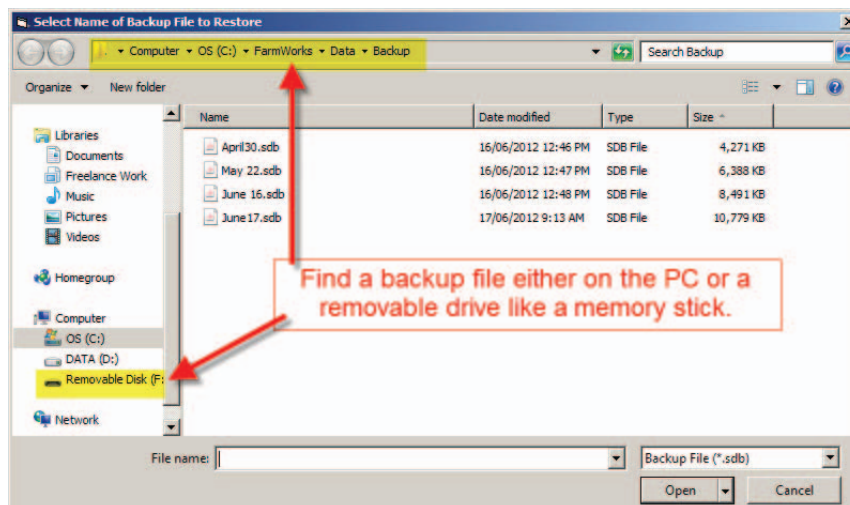 Select Name of Backup File to Restore
Computer OS (C:) FarmWorks Data Backup
Search Backup
Organize New folder
Name Date modified Type Size
Libraries
Documents
Freelance Work
Music
Pictures
Videos
Homegroup
Computer
OS (C:)
DATA (D:)
Removable Disk (F:
Network
April30.sdb 16/06/2012 12:46 PM SDB File 4,271 KB
May 22.sdb 16/06/2012 12:47 PM SDB File 6,388 KB
June 16.sdb 16/06/2012 12:48 PM SDB File 8,491 KB
June17.sdb 17/06/2012 9:13 AM SDB File 10,779 KB
Find a backup file either on the PC or a
removable drive like a memory stick.
File name: Backup File (*.sdb)
Open Cancel